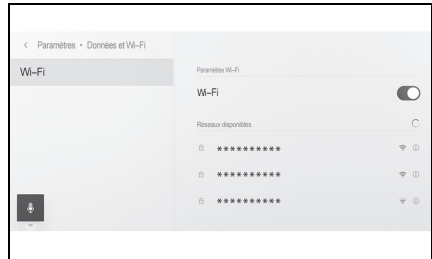 < Paramètres • Données et Wi-Fi
Wi-Fi
Paramètres Wi-Fi
Wi-Fi
Réseaux disponibles
**********
**********
**********